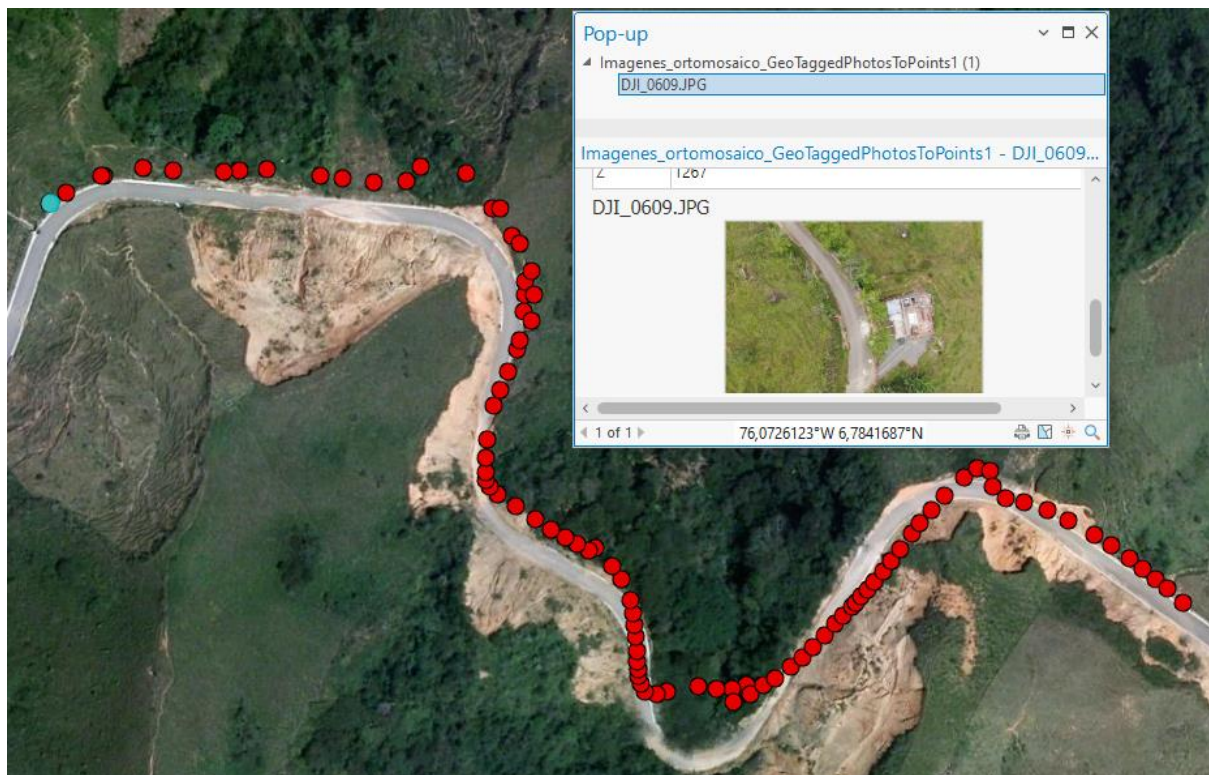 Pop-up
Imagenes_ortomosaico_GeoTaggedPhotosToPoints1 (1)
DJI_0609.JPG
Imagenes_ortomosaico_GeoTaggedPhotosToPoints1 - DJI_0609...
Z 1267
DJI_0609.JPG
1 of 1
76,0726123°W 6,7841687°N